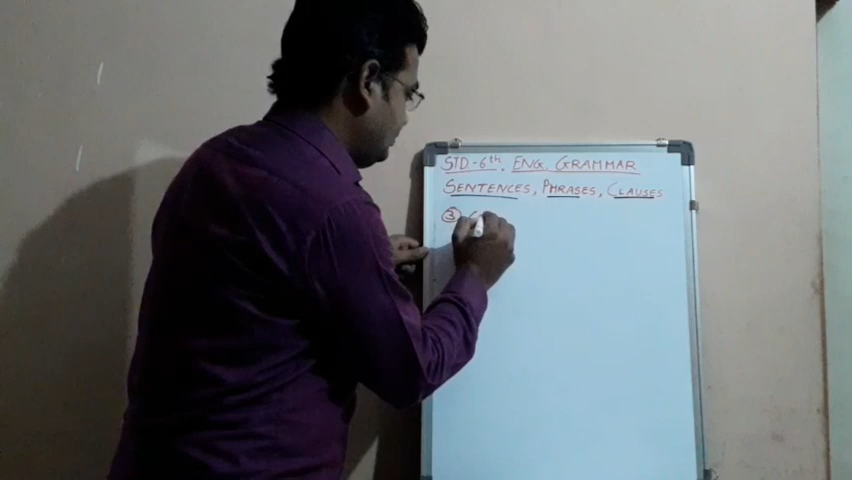 STD-6th. ENG. GRAMMAR
SENTENCES, PHRASES, CLAUSES
3